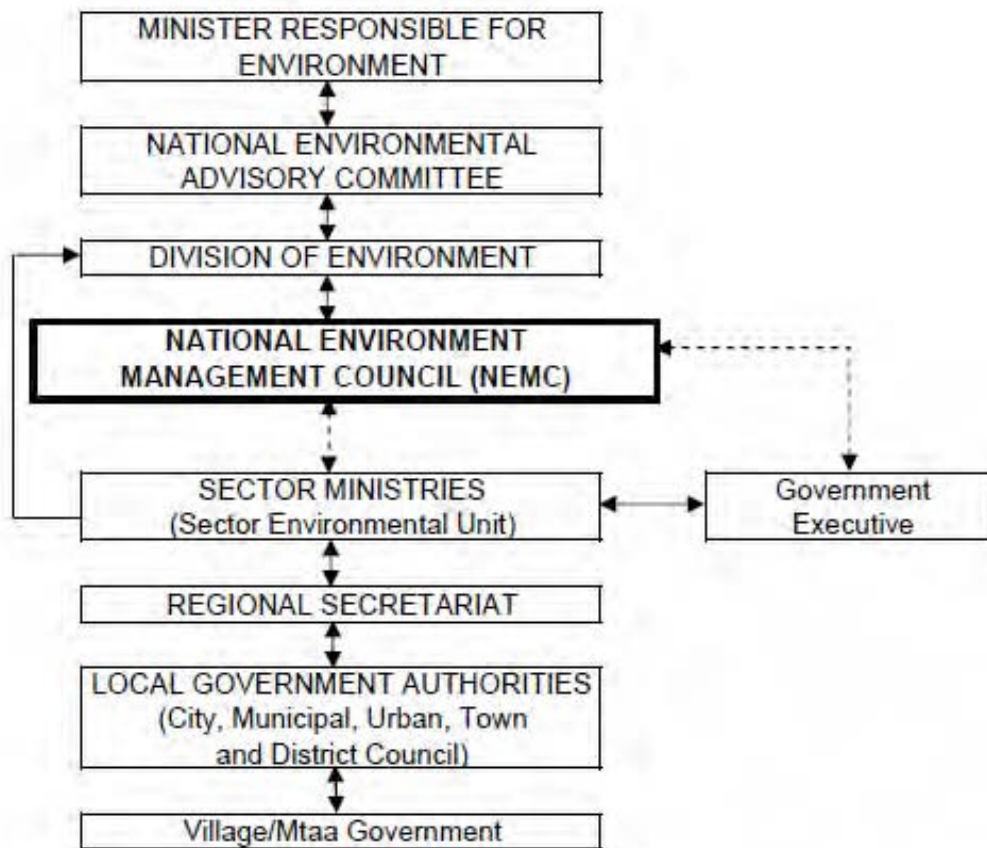 MINISTER RESPONSIBLE FOR
ENVIRONMENT
NATIONAL ENVIRONMENTAL
ADVISORY COMMITTEE
DIVISION OF ENVIRONMENT
NATIONAL ENVIRONMENT
MANAGEMENT COUNCIL (NEMC)
SECTOR MINISTRIES
(Sector Environmental Unit)
Government
Executive
REGIONAL SECRETARIAT
LOCAL GOVERNMENT AUTHORITIES
(City, Municipal, Urban, Town
and District Council)
Village/Mtaa Government